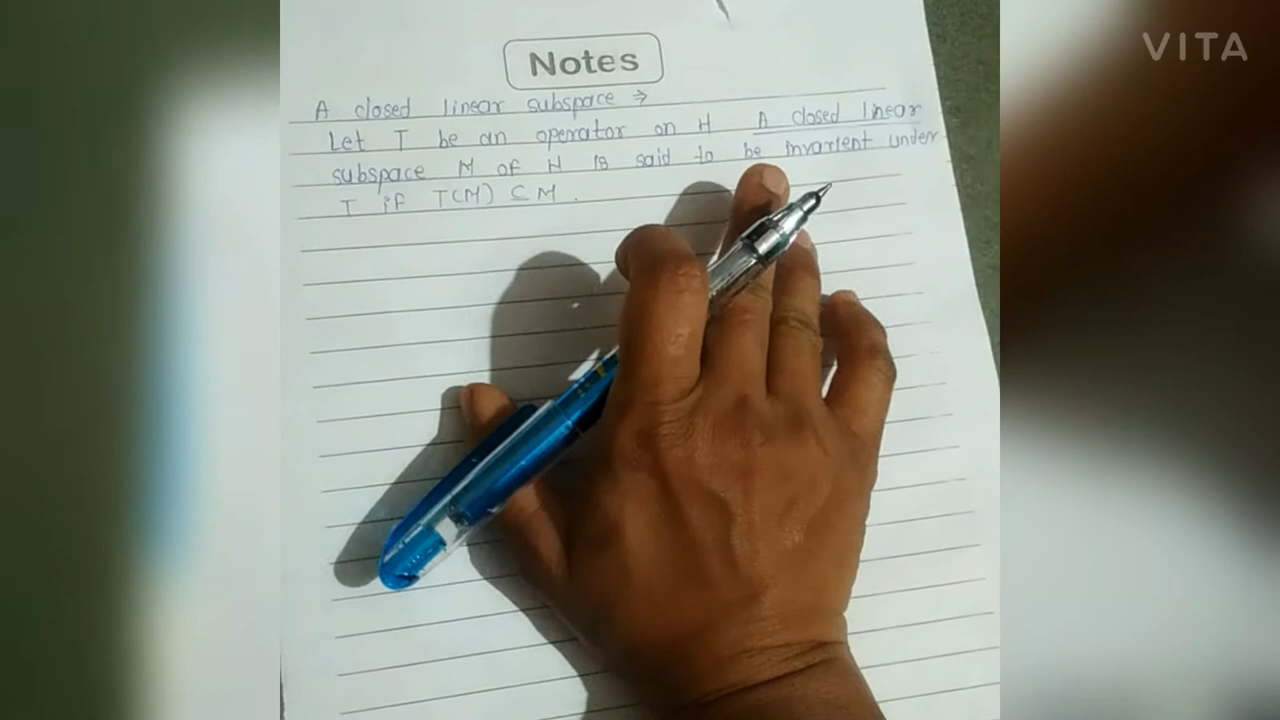 Notes
A closed linear subspace →
Let T be an operator on H A closed linear
subspace M of H is said to be invarient under
T if T(M) ⊆ M .
VITA